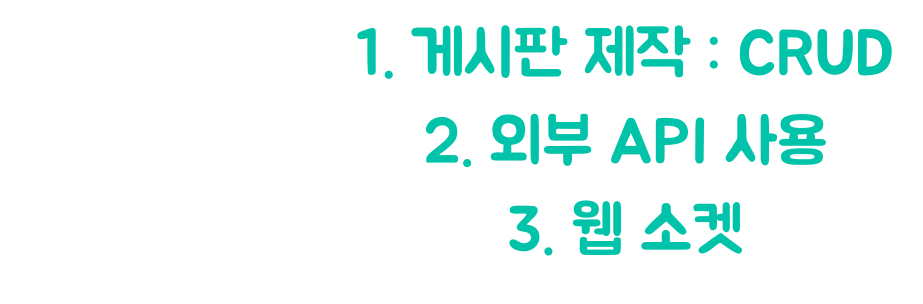 1. 게시판 제작 : CRUD
2. 외부 API 사용
3. 웹 소켓